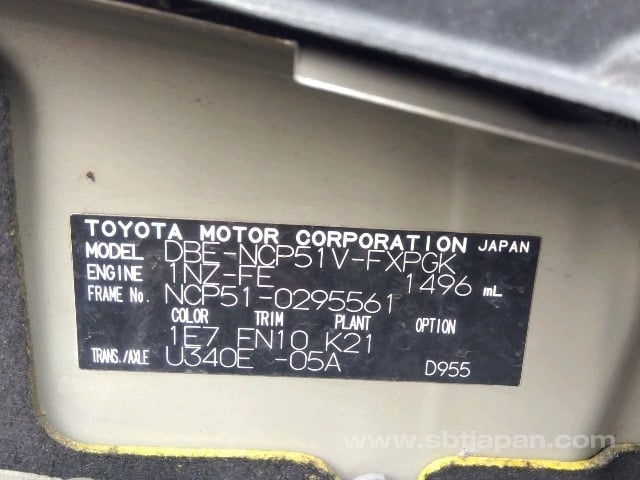 TOYOTA MOTOR CORPORATION JAPAN
MODEL DBE-NCP51V-FXPGK
ENGINE 1NZ-FE 1496 mL
FRAME No. NCP51-0295561
COLOR TRIM PLANT OPTION
1E7 FN10 K21
TRANS./AXLE U340E -05A D955
www.sbtjapan.com